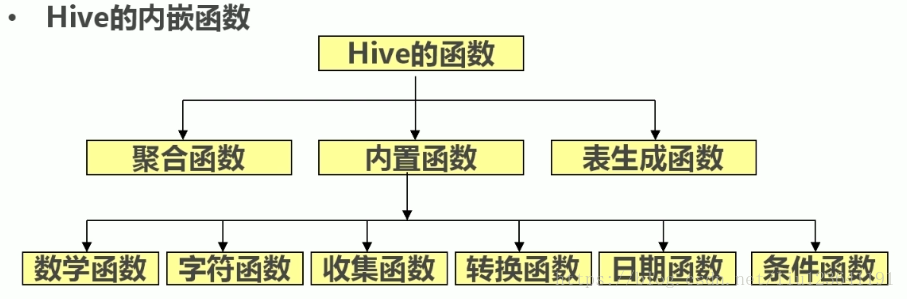 • Hive的内嵌函数
Hive的函数
聚合函数 内置函数 表生成函数
数学函数 字符函数 收集函数 转换函数 日期函数 条件函数